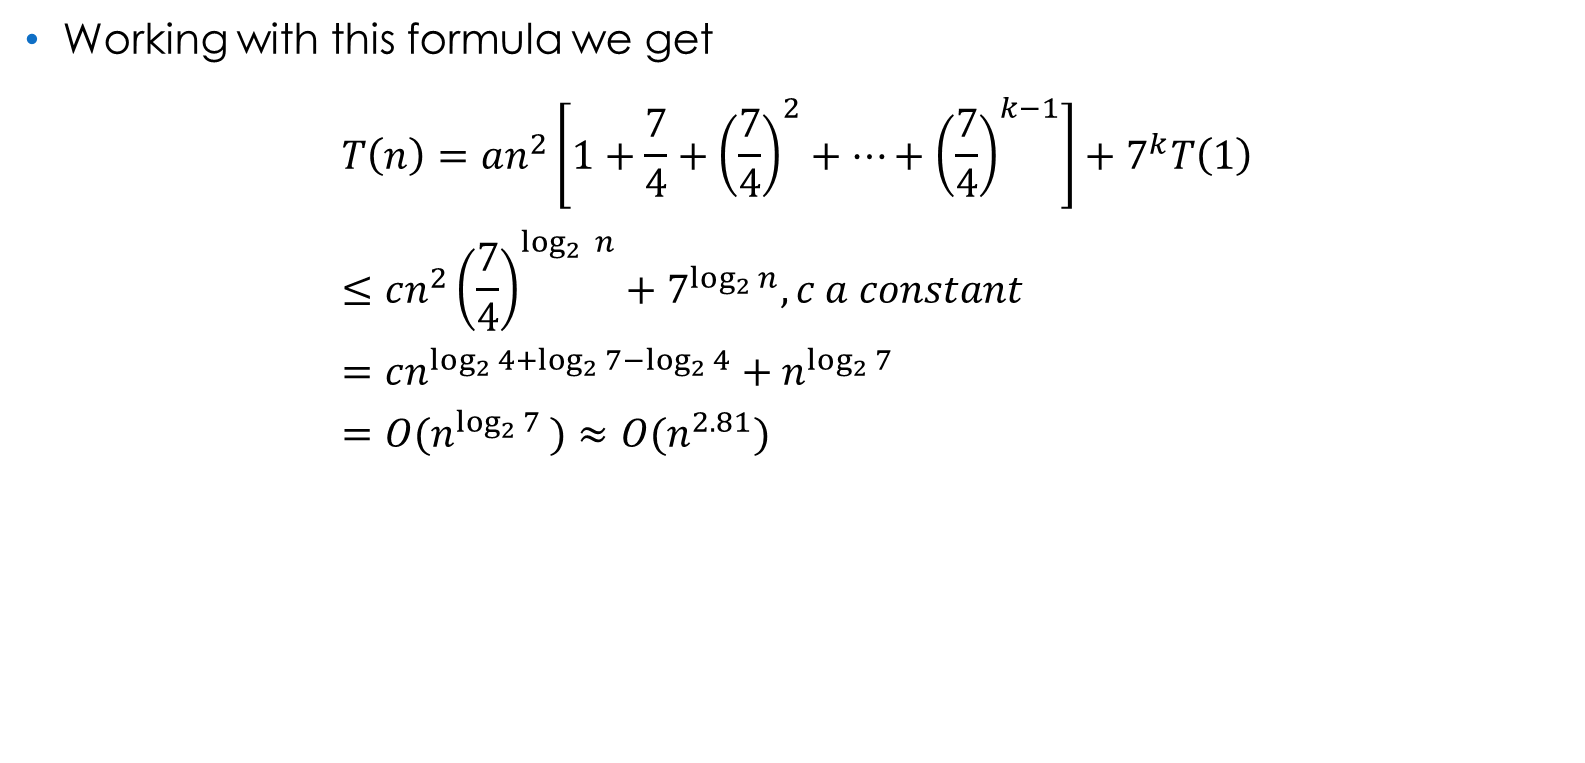 • Working with this formula we get
T(n) = an² [1 + 7/4 + (7/4)² + ⋯ + (7/4)^(k−1)] + 7^k T(1)
≤ cn² (7/4)^(log₂ n) + 7^(log₂ n), c a constant
= cn^(log₂ 4+log₂ 7−log₂ 4) + n^(log₂ 7)
= O(n^(log₂ 7)) ≈ O(n^2.81)